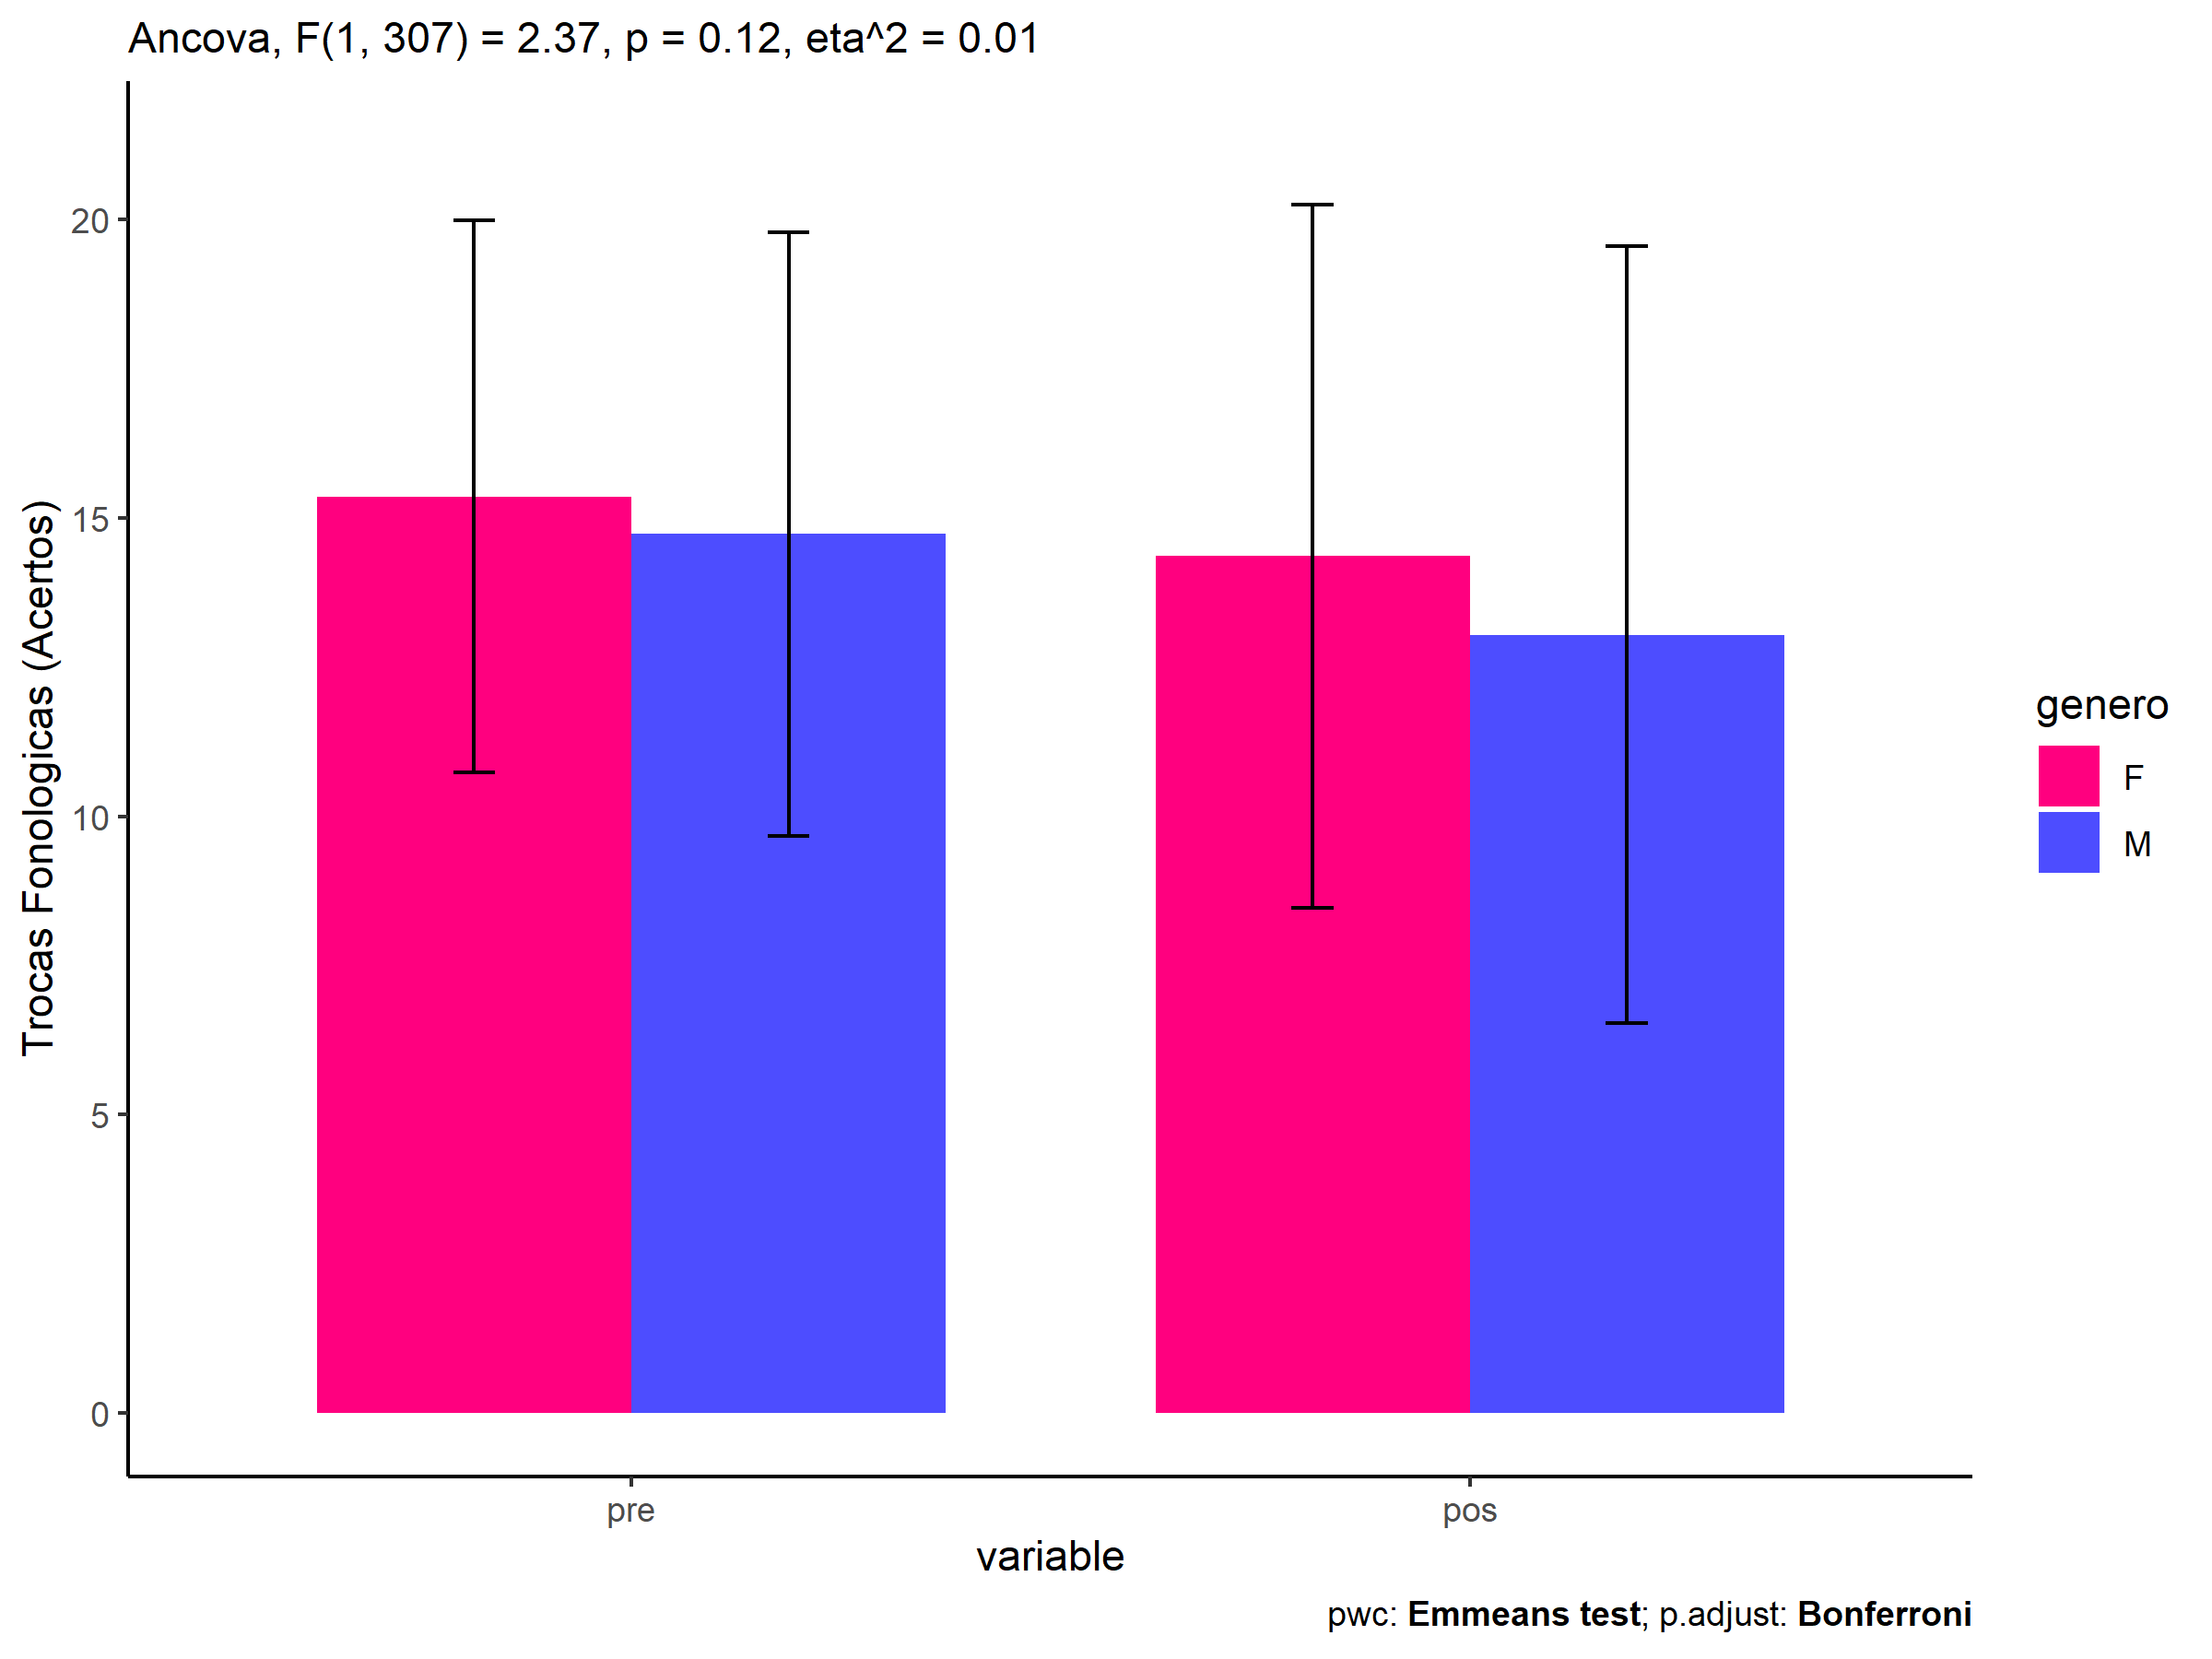 Ancova, F(1, 307) = 2.37, p = 0.12, eta^2 = 0.01
Trocas Fonologicas (Acertos)
20
15
10
5
0
pre
pos
variable
genero
F
M
pwc: Emmeans test; p.adjust: Bonferroni